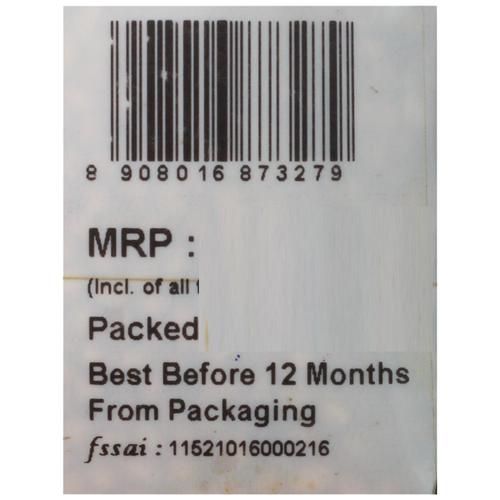 8 908016 873279
MRP :
(Incl. of all
Packed
Best Before 12 Months
From Packaging
fssai : 11521016000216